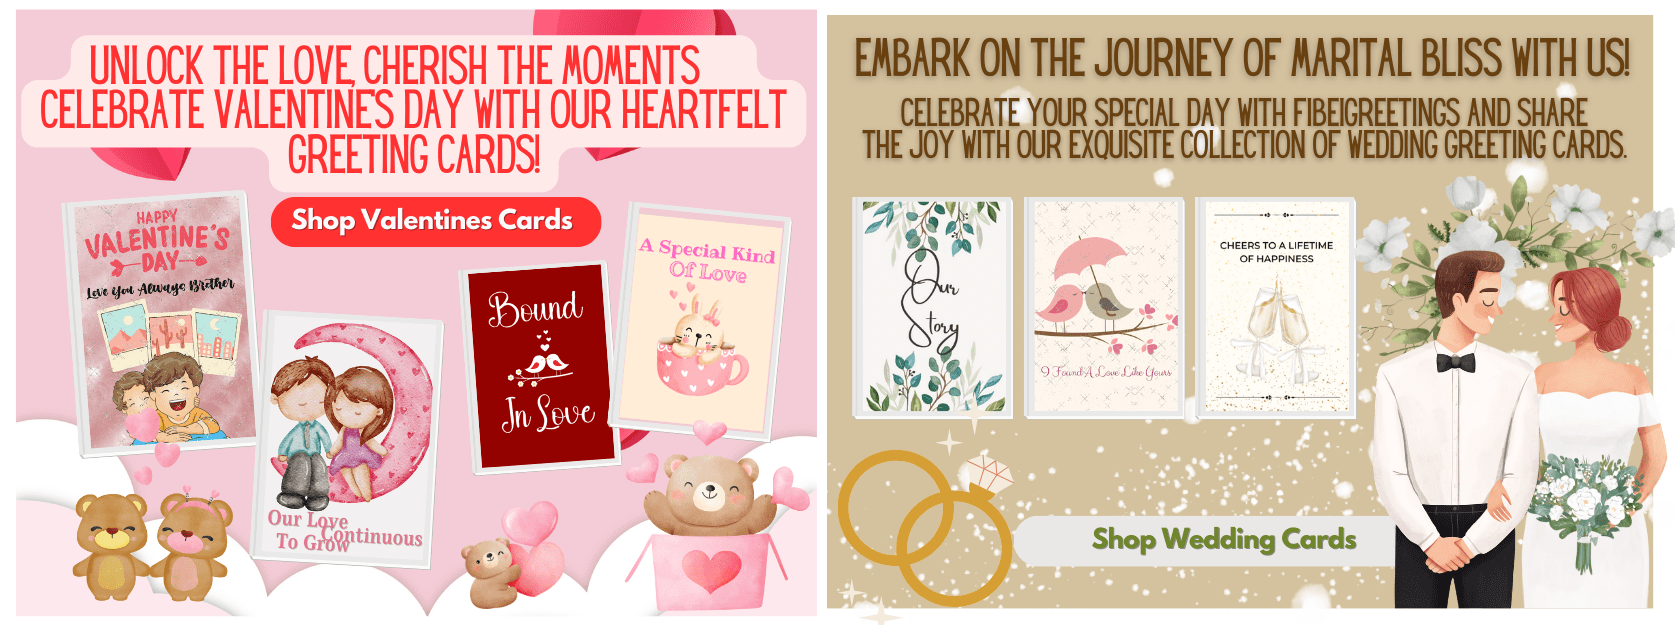 UNLOCK THE LOVE, CHERISH THE MOMENTS
CELEBRATE VALENTINE'S DAY WITH OUR HEARTFELT
GREETING CARDS!
Shop Valentines Cards
HAPPY
VALENTINE'S
DAY
Love You Always, Brother
Our Love
Continuous
To Grow
Bound
In Love
A Special Kind
Of Love
EMBARK ON THE JOURNEY OF MARITAL BLISS WITH US!
CELEBRATE YOUR SPECIAL DAY WITH FIBEIGREETINGS AND SHARE
THE JOY WITH OUR EXQUISITE COLLECTION OF WEDDING GREETING CARDS.
Our
Story
I Found A Love Like Yours
CHEERS TO A LIFETIME
OF HAPPINESS
Shop Wedding Cards